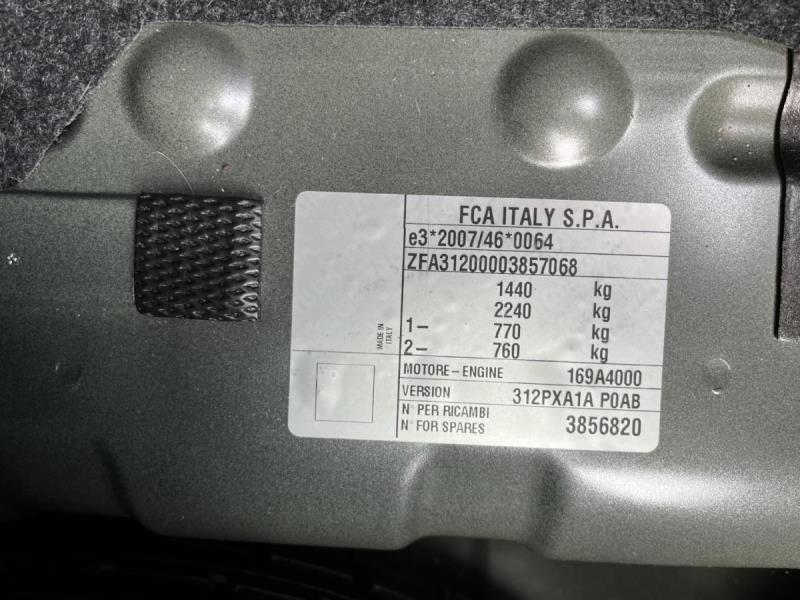 FCA ITALY S.P.A.
e3*2007/46*0064
ZFA31200003857068
1440 kg
2240 kg
1- 770 kg
2- 760 kg
MADE IN
ITALY
MOTORE-ENGINE 169A4000
VERSION 312PXA1A P0AB
N° PER RICAMBI
N° FOR SPARES 3856820